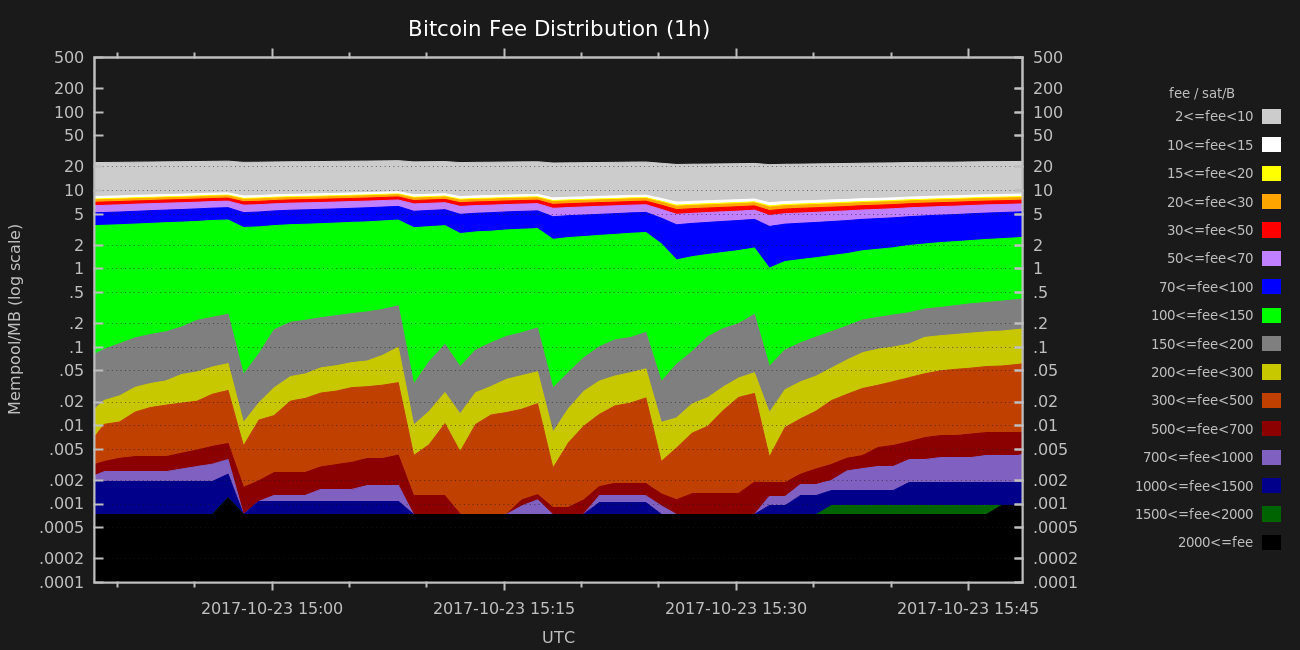 Bitcoin Fee Distribution (1h)
500
200
100
50
20
10
5
2
1
.5
.2
.1
.05
.02
.01
.005
.002
.001
.0005
.0002
.0001
Mempool/MB (log scale)
500
200
100
50
20
10
5
2
1
.5
.2
.1
.05
.02
.01
.005
.002
.001
.0005
.0002
.0001
2017-10-23 15:00 2017-10-23 15:15 2017-10-23 15:30 2017-10-23 15:45
UTC
fee / sat/B
2<=fee<10
10<=fee<15
15<=fee<20
20<=fee<30
30<=fee<50
50<=fee<70
70<=fee<100
100<=fee<150
150<=fee<200
200<=fee<300
300<=fee<500
500<=fee<700
700<=fee<1000
1000<=fee<1500
1500<=fee<2000
2000<=fee